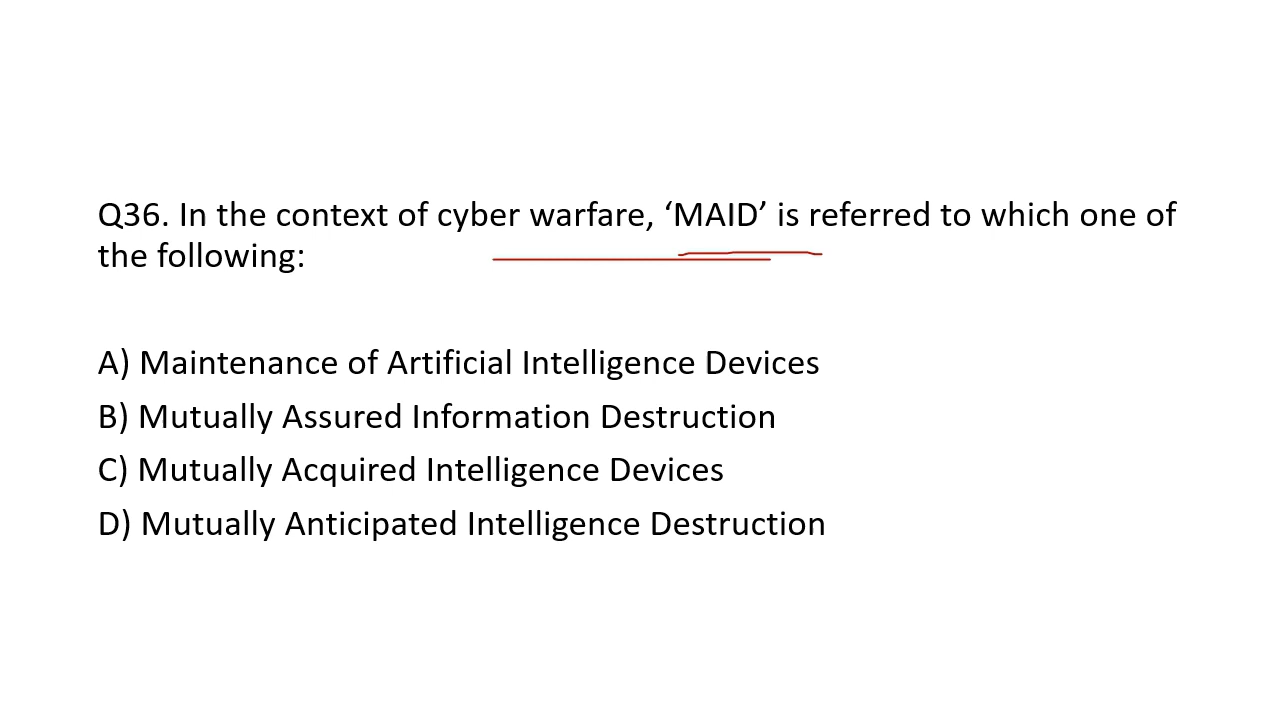 Q36. In the context of cyber warfare, ‘MAID’ is referred to which one of
the following:
A) Maintenance of Artificial Intelligence Devices
B) Mutually Assured Information Destruction
C) Mutually Acquired Intelligence Devices
D) Mutually Anticipated Intelligence Destruction